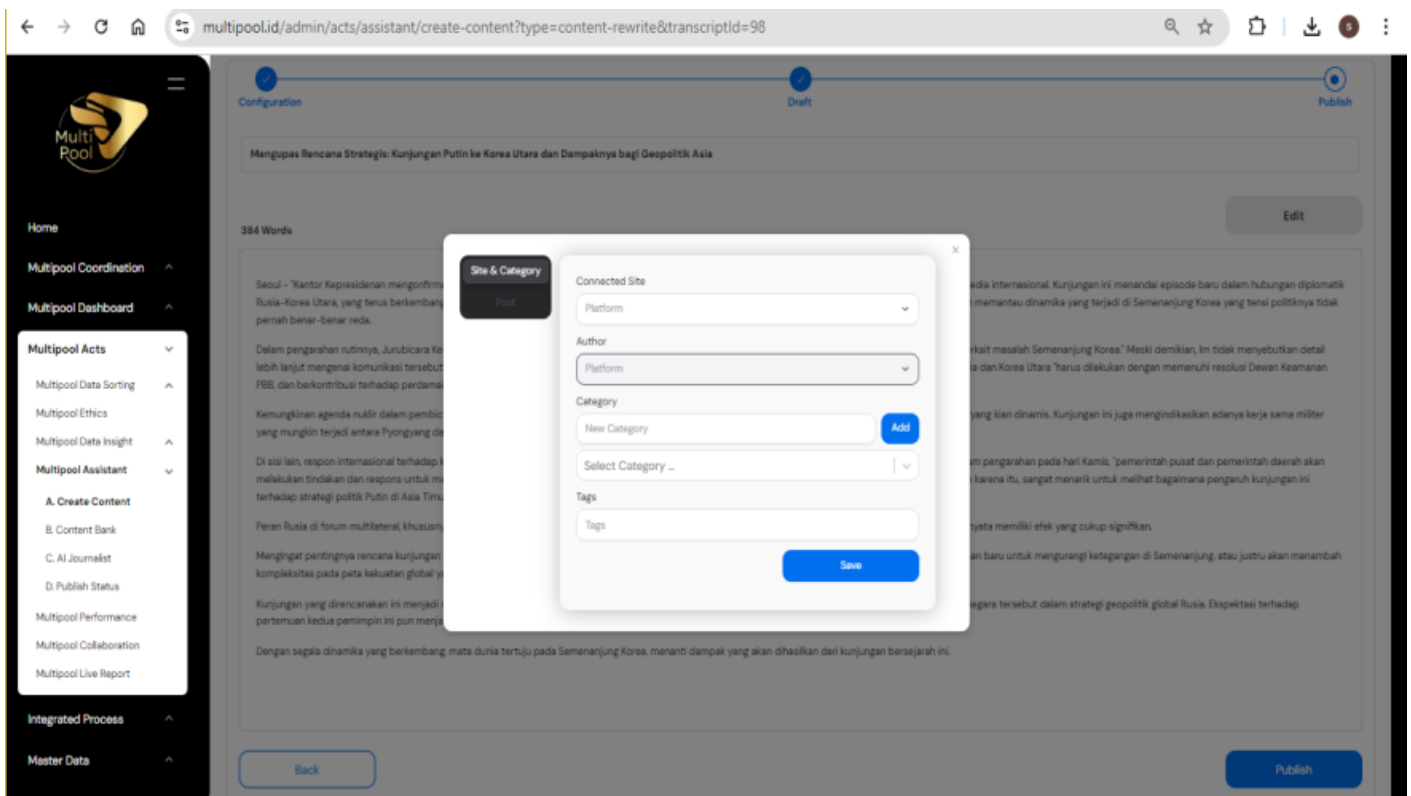 multipool.id/admin/acts/assistant/create-content?type=content-rewrite&transcriptId=98
S
Multi
Pool
Home
Multipool Coordination
Multipool Dashboard
Multipool Acts
Multipool Data Sorting
Multipool Ethics
Multipool Data Insight
Multipool Assistant
A. Create Content
B. Content Bank
C. AI Journalist
D. Publish Status
Multipool Performance
Multipool Collaboration
Multipool Live Report
Integrated Process
Master Data
Configuration
Draft
Publish
Mengupas Rencana Strategis: Kunjungan Putin ke Korea Utara dan Dampaknya bagi Geopolitik Asia
Edit
384 Words
Seoul - "Kantor Kepresidenan mengonfirm
edia internasional. Kunjungan ini menandai episode baru dalam hubungan diplomatik
Rusia-Korea Utara, yang terus berkembang
memantau dinamika yang terjadi di Semenanjung Korea yang tensi politiknya tidak
pernah benar-benar reda.
Dalam pengarahan rutinnya, Jurubicara Ke
rkait masalah Semenanjung Korea." Meski demikian, Im tidak menyebutkan detail
lebih lanjut mengenai komunikasi tersebut
ia dan Korea Utara "harus dilakukan dengan memenuhi resolusi Dewan Keamanan
PBB, dan berkontribusi terhadap perdama
Kemungkinan agenda nuklir dalam pembic
yang kian dinamis. Kunjungan ini juga mengindikasikan adanya kerja sama militer
yang mungkin terjadi antara Pyongyang da
Di sisi lain, respon internasional terhadap k
m pengarahan pada hari Kamis, "pemerintah pusat dan pemerintah daerah akan
melakukan tindakan dan respons untuk m
karena itu, sangat menarik untuk melihat bagaimana pengaruh kunjungan ini
terhadap strategi politik Putin di Asia Timu
Peran Rusia di forum multilateral, khususny
nyata memiliki efek yang cukup signifikan.
Mengingat pentingnya rencana kunjungan
an baru untuk mengurangi ketegangan di Semenanjung, atau justru akan menambah
kompleksitas pada peta kekuatan global y
Kunjungan yang direncanakan ini menjadi
negara tersebut dalam strategi geopolitik global Rusia. Ekspektasi terhadap
pertemuan kedua pemimpin ini pun menja
Dengan segala dinamika yang berkembang, mata dunia tertuju pada Semenanjung Korea, menanti dampak yang akan dihasilkan dari kunjungan bersejarah ini.
Site & Category
Post
Connected Site
Platform
Author
Platform
Category
New Category
Add
Select Category ...
Tags
Tags
Save
Back
Publish